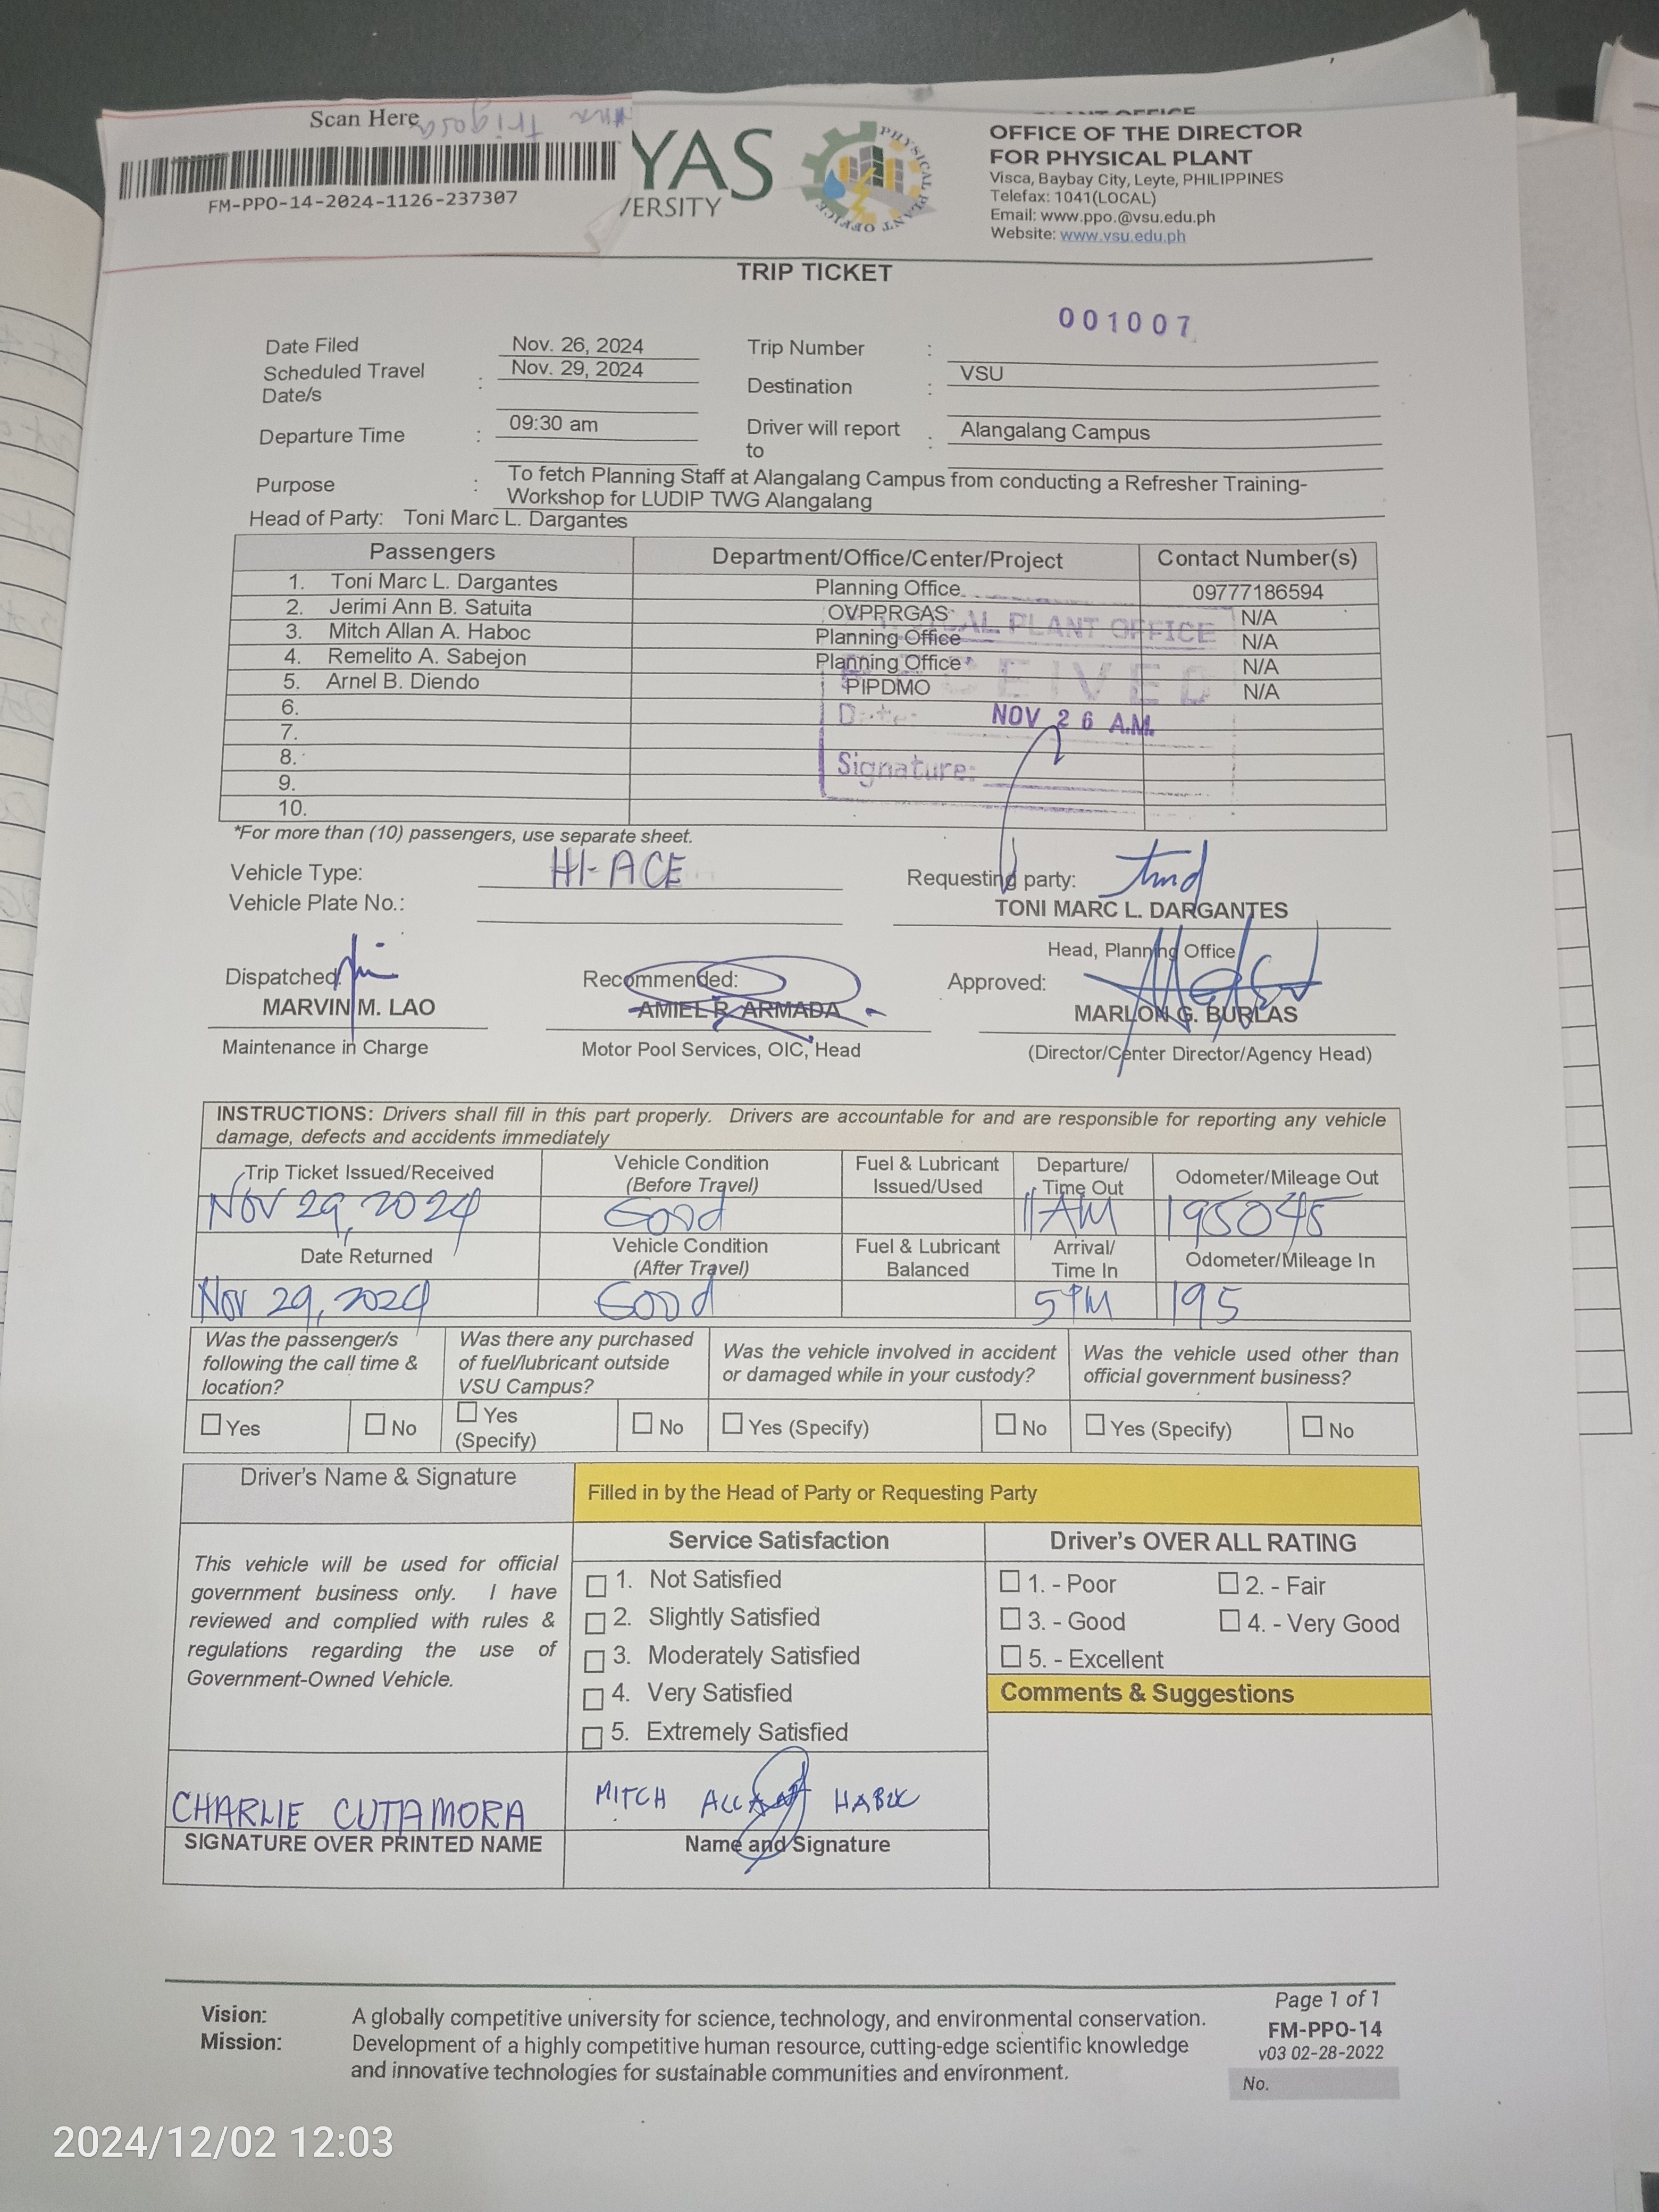 Scan Here
FM-PPO-14-2024-1126-237307
YAS
VERSITY
PHYSICAL PLANT OFFICE
OFFICE OF THE DIRECTOR
FOR PHYSICAL PLANT
Visca, Baybay City, Leyte, PHILIPPINES
Telefax: 1041(LOCAL)
Email: www.ppo.@vsu.edu.ph
Website: www.vsu.edu.ph
TRIP TICKET
001007
Date Filed Nov. 26, 2024 Trip Number :
Scheduled Travel Date/s : Nov. 29, 2024 Destination : VSU
Departure Time : 09:30 am Driver will report to : Alangalang Campus
Purpose : To fetch Planning Staff at Alangalang Campus from conducting a Refresher Training-
Workshop for LUDIP TWG Alangalang
Head of Party: Toni Marc L. Dargantes
Passengers Department/Office/Center/Project Contact Number(s)
1. Toni Marc L. Dargantes Planning Office 09777186594
2. Jerimi Ann B. Satuita OVPPRGAS N/A
3. Mitch Allan A. Haboc Planning Office N/A
4. Remelito A. Sabejon Planning Office N/A
5. Arnel B. Diendo PIPDMO N/A
6.
7.
8.
9.
10.
PLANT OFFICE
Date: NOV 26 A.M.
Signature:
*For more than (10) passengers, use separate sheet.
Vehicle Type: HI-ACE Requesting party:
Vehicle Plate No.: TONI MARC L. DARGANTES
Head, Planning Office
Dispatched: Recommended: Approved:
MARVIN M. LAO AMIEL R. ARMADA MARLON G. BURLAS
Maintenance in Charge Motor Pool Services, OIC, Head (Director/Center Director/Agency Head)
INSTRUCTIONS: Drivers shall fill in this part properly. Drivers are accountable for and are responsible for reporting any vehicle
damage, defects and accidents immediately
Trip Ticket Issued/Received Vehicle Condition (Before Travel) Fuel & Lubricant Issued/Used Departure/ Time Out Odometer/Mileage Out
NOV 29, 2024 Good 11AM 195045
Date Returned Vehicle Condition (After Travel) Fuel & Lubricant Balanced Arrival/ Time In Odometer/Mileage In
Nov 29, 2024 Good 5PM 195
Was the passenger/s following the call time & location? Was there any purchased of fuel/lubricant outside VSU Campus? Was the vehicle involved in accident or damaged while in your custody? Was the vehicle used other than official government business?
Yes No Yes (Specify) No Yes (Specify) No Yes (Specify) No
Driver's Name & Signature Filled in by the Head of Party or Requesting Party
Service Satisfaction Driver's OVER ALL RATING
This vehicle will be used for official
government business only. I have
reviewed and complied with rules &
regulations regarding the use of
Government-Owned Vehicle.
1. Not Satisfied
2. Slightly Satisfied
3. Moderately Satisfied
4. Very Satisfied
5. Extremely Satisfied
1. - Poor 2. - Fair
3. - Good 4. - Very Good
5. - Excellent
Comments & Suggestions
CHARLIE CUTAMORA MITCH ALLAN HABOC
SIGNATURE OVER PRINTED NAME Name and Signature
Vision: A globally competitive university for science, technology, and environmental conservation.
Mission: Development of a highly competitive human resource, cutting-edge scientific knowledge
and innovative technologies for sustainable communities and environment.
Page 1 of 1
FM-PPO-14
v03 02-28-2022
No.
2024/12/02 12:03